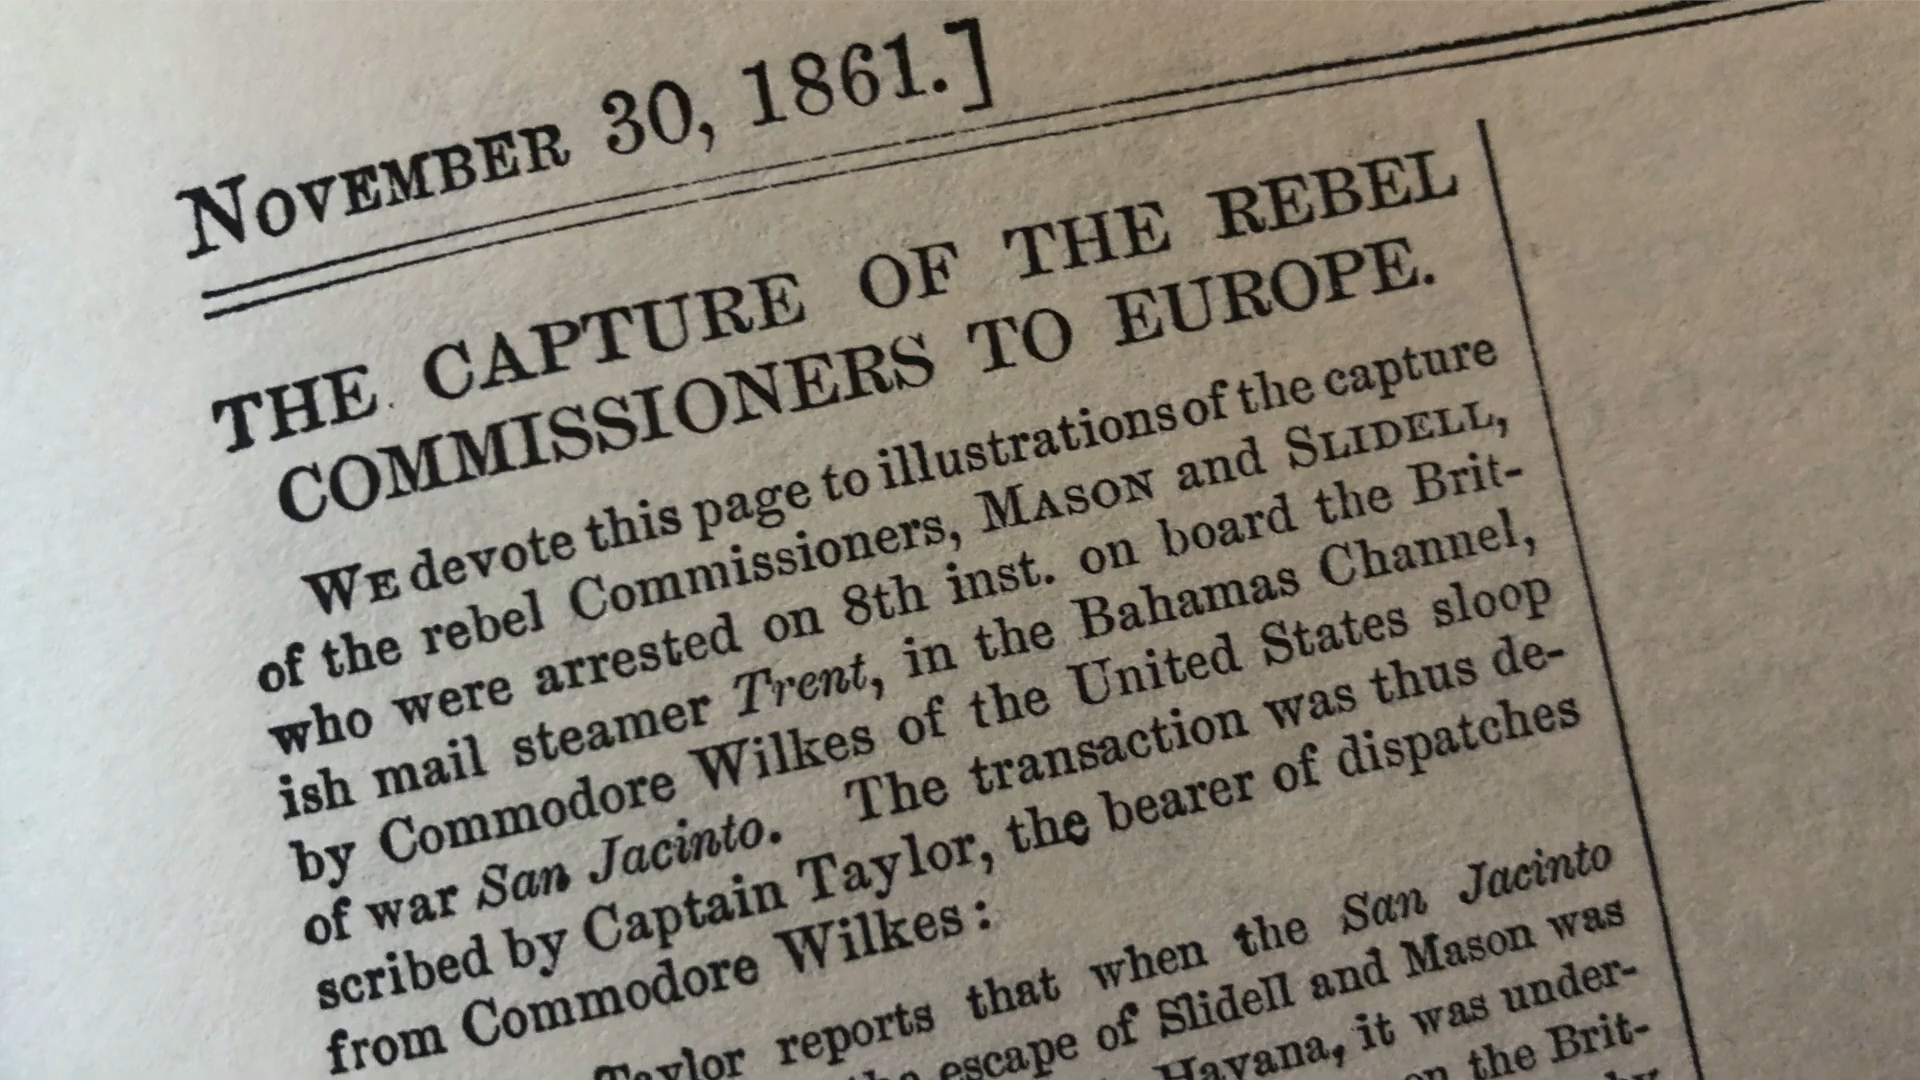 NOVEMBER 30, 1861.]
THE CAPTURE OF THE REBEL
COMMISSIONERS TO EUROPE.
WE devote this page to illustrations of the capture
of the rebel Commissioners, MASON and SLIDELL,
who were arrested on 8th inst. on board the Brit-
ish mail steamer Trent, in the Bahamas Channel,
by Commodore Wilkes of the United States sloop
of war San Jacinto. The transaction was thus de-
scribed by Captain Taylor, the bearer of dispatches
from Commodore Wilkes:
Taylor reports that when the San Jacinto
escape of Slidell and Mason was
Havana, it was under-
on the Brit-